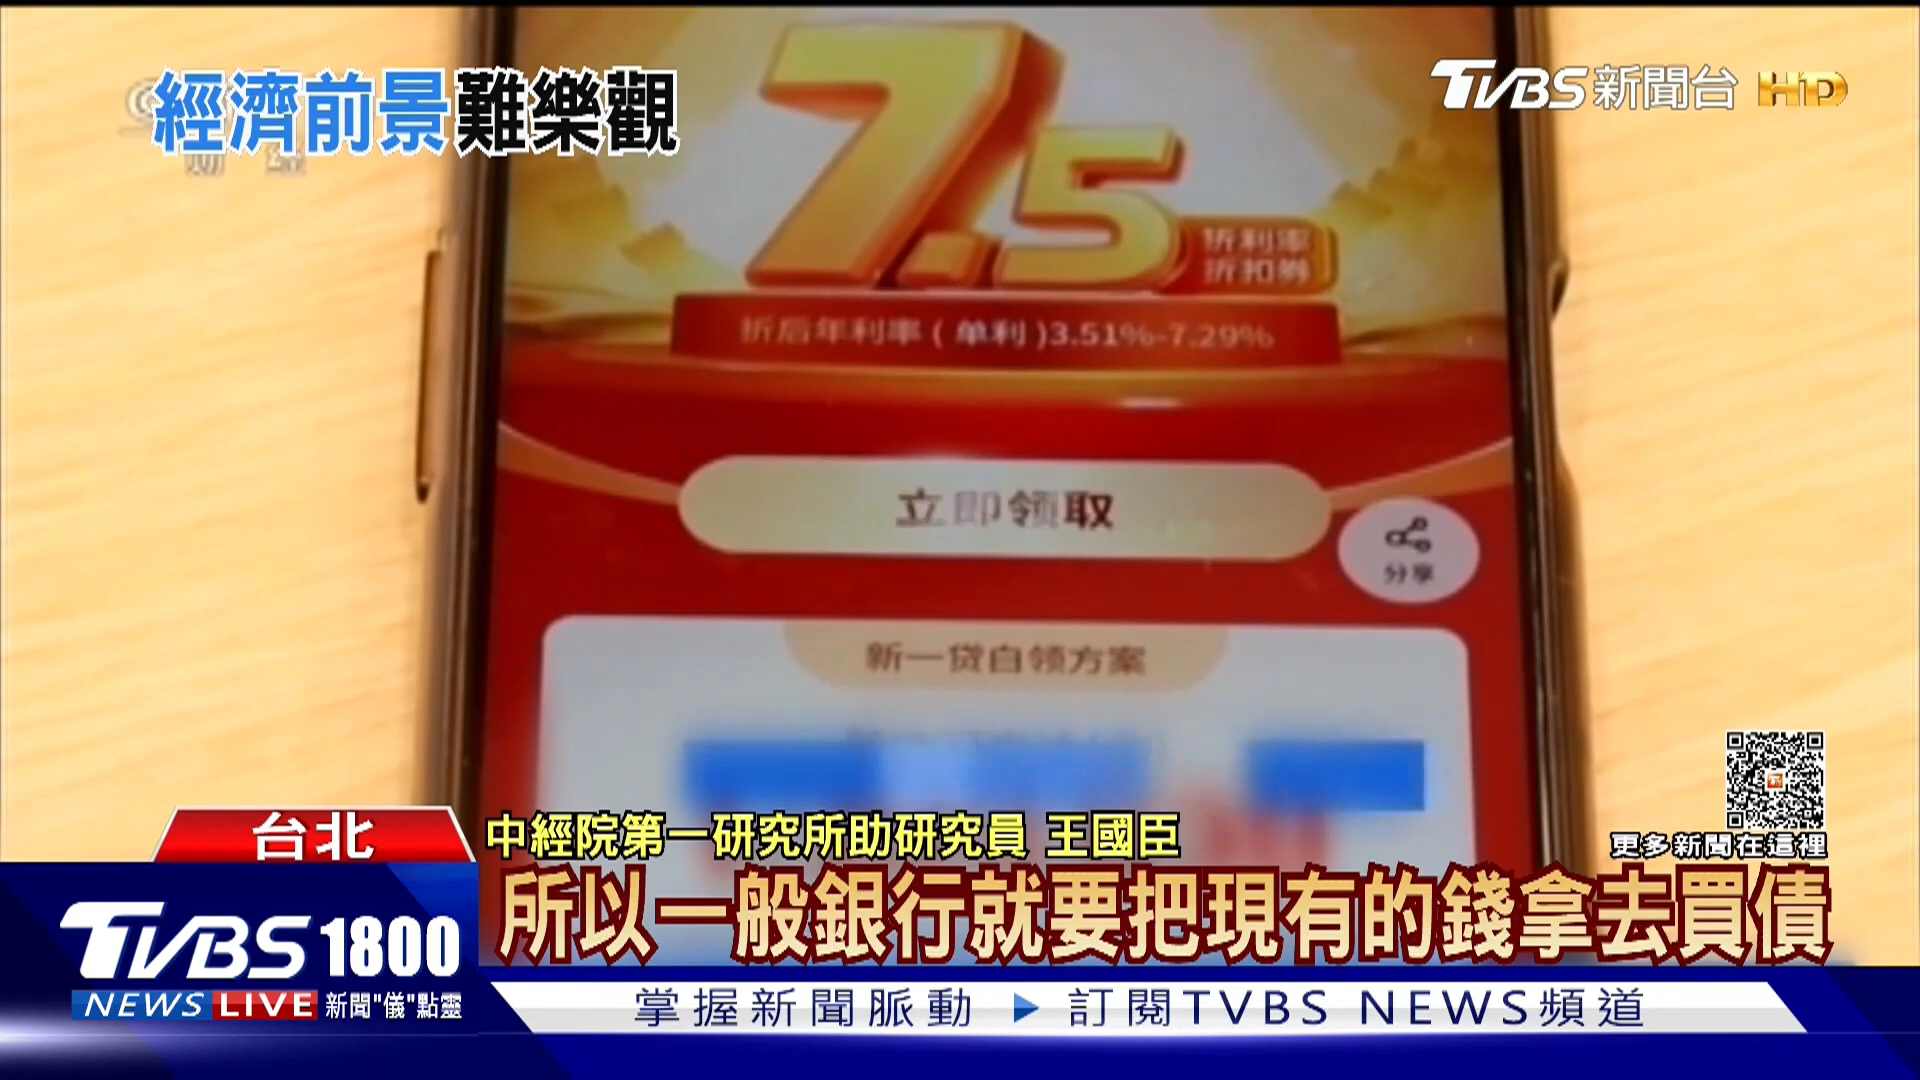 經濟前景難樂觀
TVBS新聞台 HD
7.5
折利率
折扣券
折后年利率(单利)3.51%-7.29%
立即领取
分享
新一贷自领方案
更多新聞在這裡
台北
中經院第一研究所助研究員 王國臣
所以一般銀行就要把現有的錢拿去買債
TVBS 1800
NEWS LIVE 新聞"儀"點靈
掌握新聞脈動 ▶ 訂閱TVBS NEWS頻道